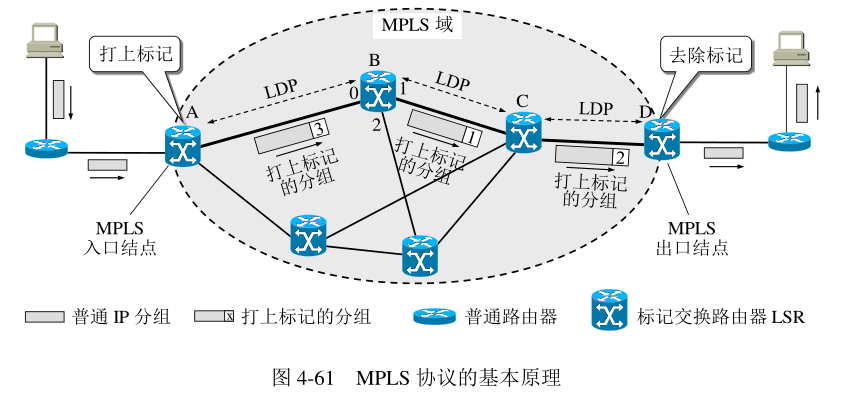 MPLS 域
打上标记
去除标记
B
LDP
LDP
0
1
A
C
LDP
D
2
3
1
打上标记
的分组
打上标记
的分组
2
打上标记
的分组
MPLS
入口结点
MPLS
出口结点
普通 IP 分组
x
打上标记的分组
普通路由器
标记交换路由器 LSR
图 4-61 MPLS 协议的基本原理